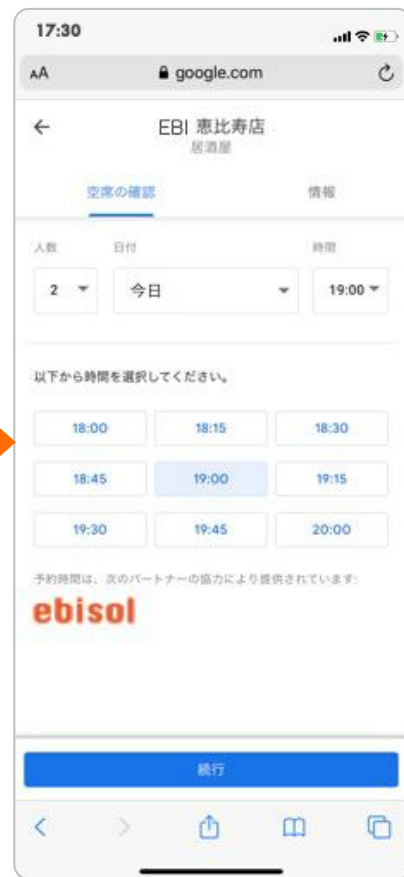 17:30
AA google.com
EBI 恵比寿店
居酒屋
空席の確認 情報
人数 日付 時間
2 今日 19:00
以下から時間を選択してください。
18:00 18:15 18:30
18:45 19:00 19:15
19:30 19:45 20:00
予約時間は、次のパートナーの協力により提供されています:
ebisol
続行